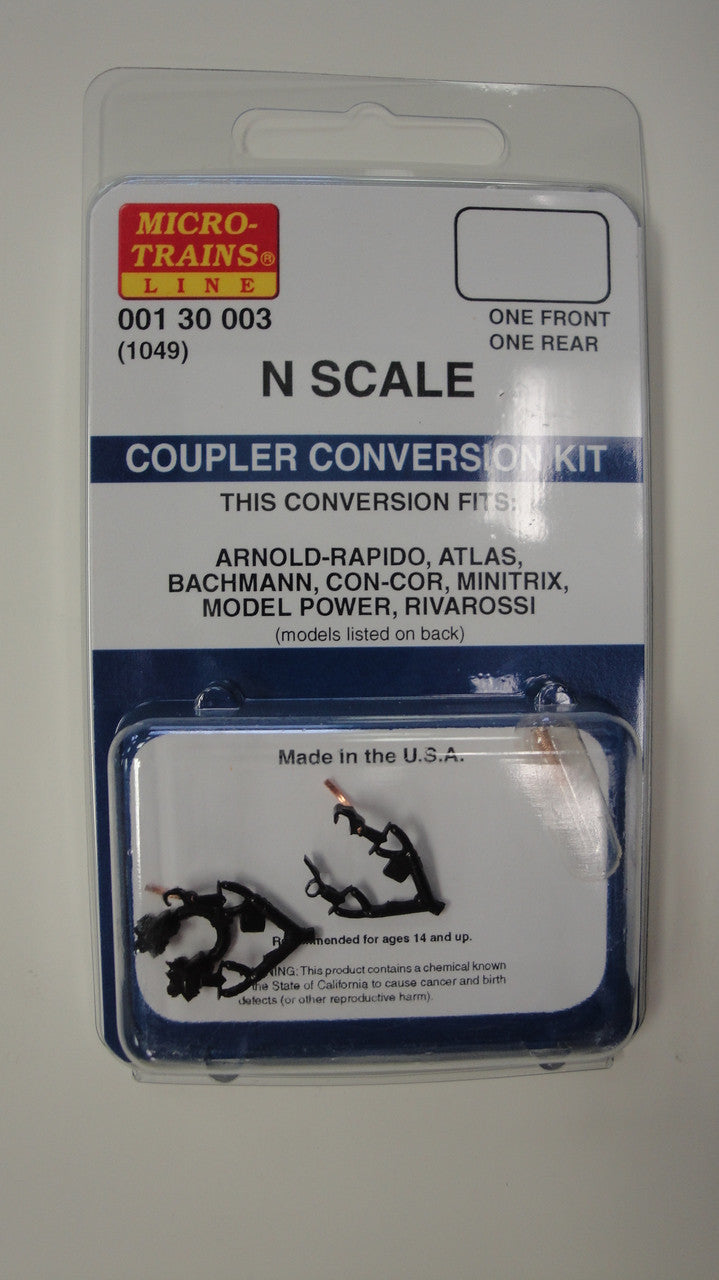 MICRO-
TRAINS®
LINE
001 30 003
(1049)
ONE FRONT
ONE REAR
N SCALE
COUPLER CONVERSION KIT
THIS CONVERSION FITS:
ARNOLD-RAPIDO, ATLAS,
BACHMANN, CON-COR, MINITRIX,
MODEL POWER, RIVAROSSI
(models listed on back)
Made in the U.S.A.
Recommended for ages 14 and up.
WARNING: This product contains a chemical known
the State of California to cause cancer and birth
defects (or other reproductive harm).